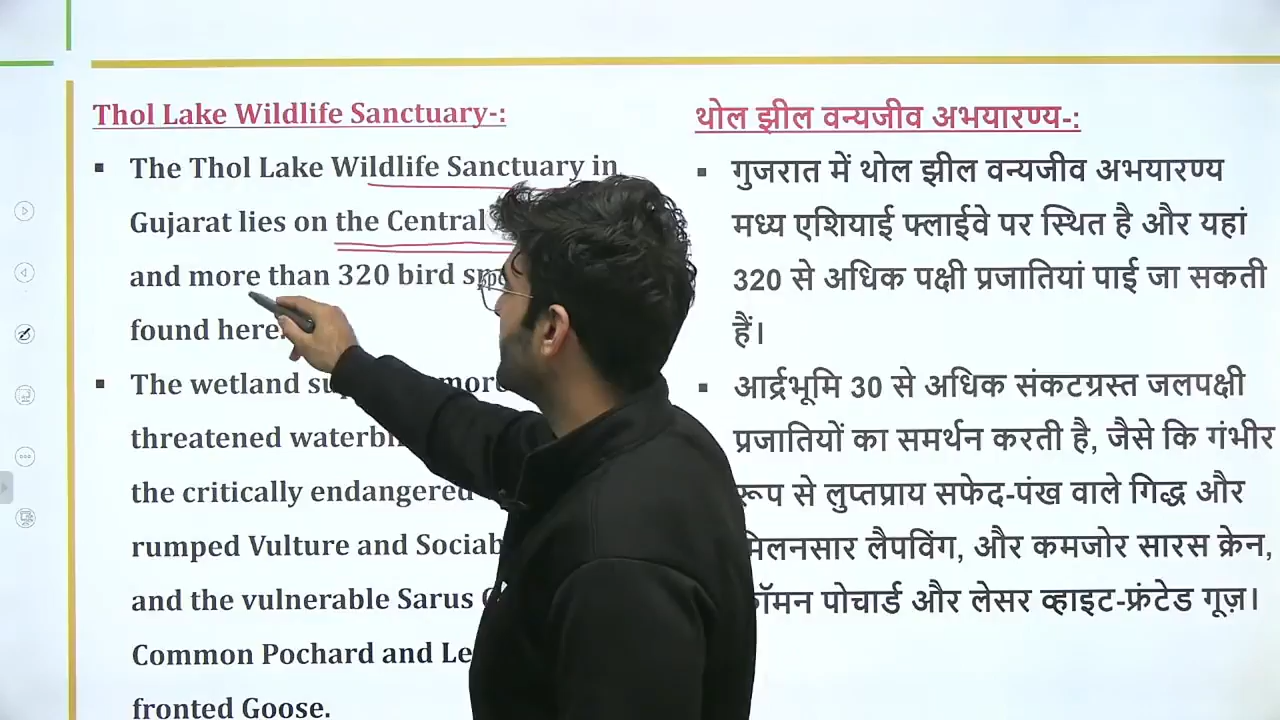 Thol Lake Wildlife Sanctuary-:
The Thol Lake Wildlife Sanctuary in
Gujarat lies on the Central
and more than 320 bird
found here.
The wetland
threatened
the critically endangered
rumped Vulture and
and the vulnerable Sarus
Common Pochard and
fronted Goose.
थोल झील वन्यजीव अभयारण्य-:
गुजरात में थोल झील वन्यजीव अभयारण्य
मध्य एशियाई फ्लाईवे पर स्थित है और यहां
320 से अधिक पक्षी प्रजातियां पाई जा सकती
हैं।
आर्द्रभूमि 30 से अधिक संकटग्रस्त जलपक्षी
प्रजातियों का समर्थन करती है, जैसे कि गंभीर
रूप से लुप्तप्राय सफेद-पंख वाले गिद्ध और
मिलनसार लैपविंग, और कमजोर सारस क्रेन,
कॉमन पोचार्ड और लेसर व्हाइट-फ्रंटेड गूज़।